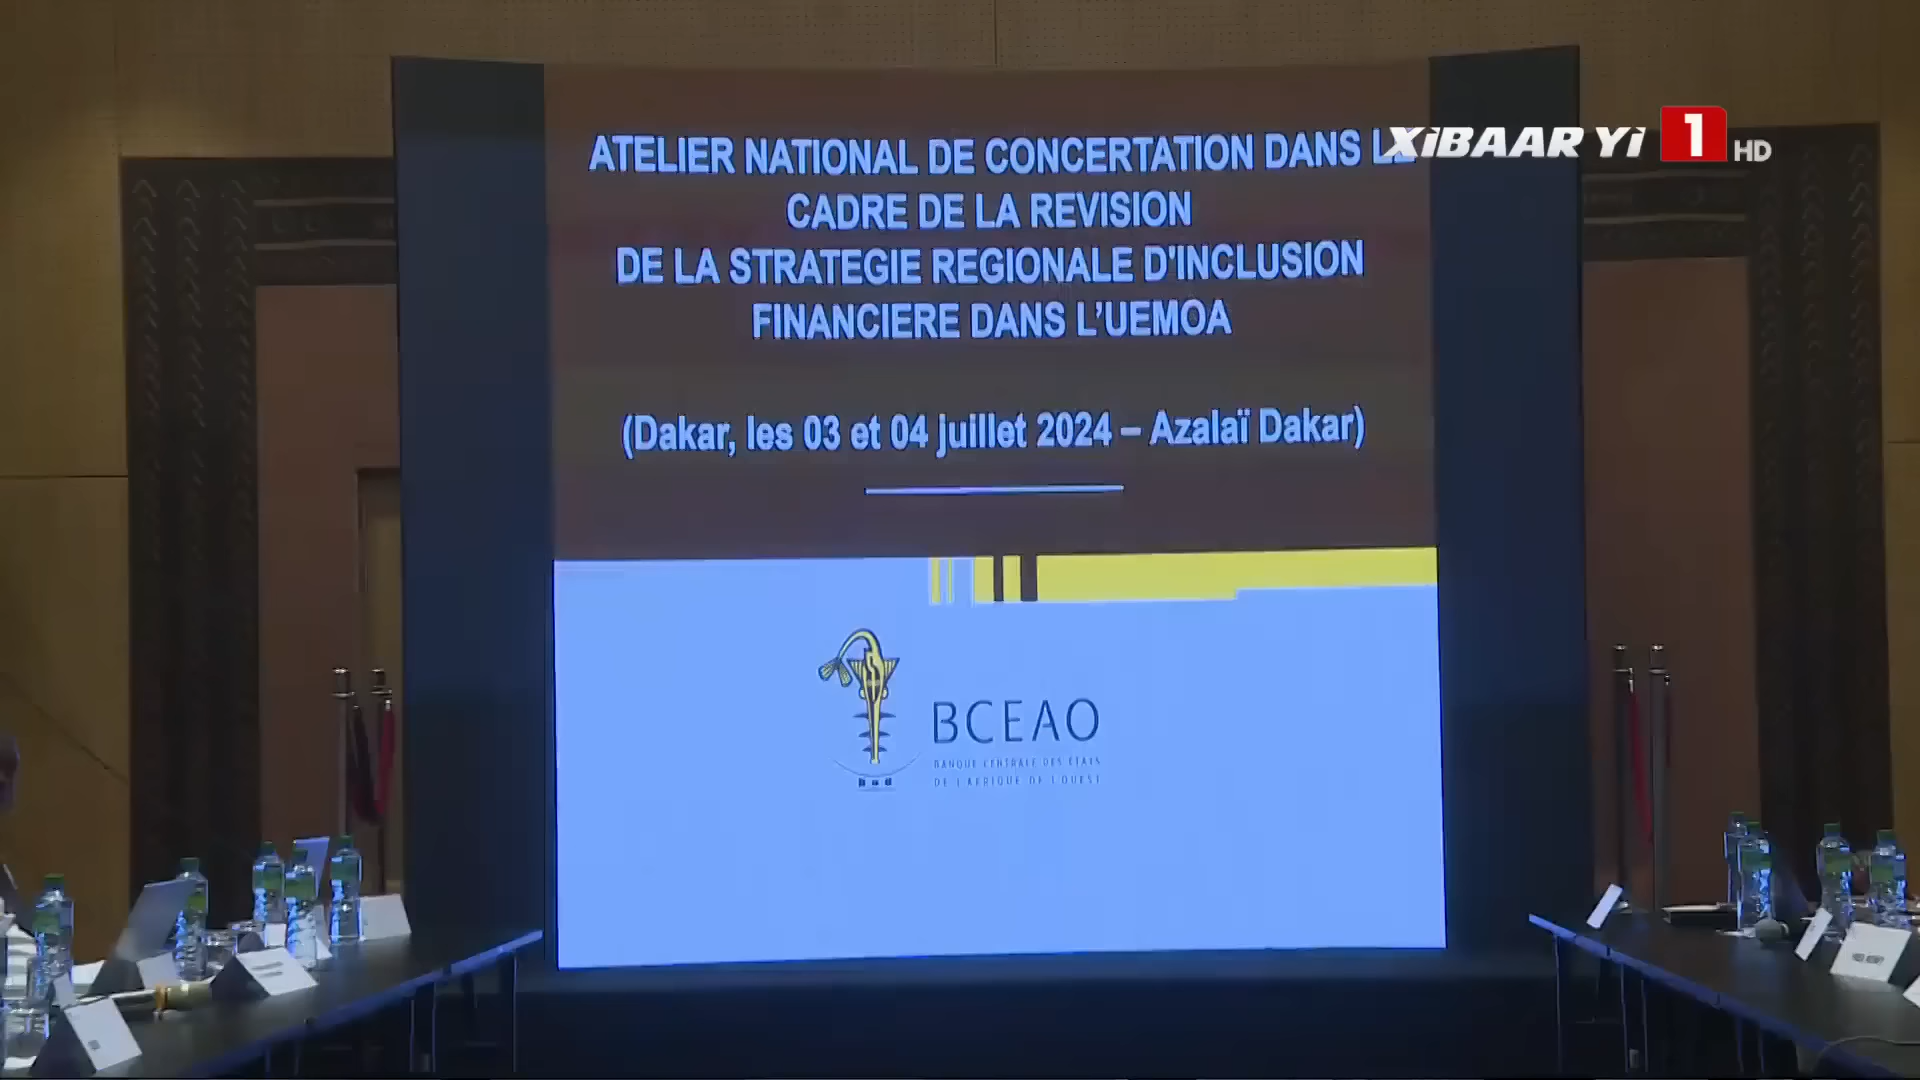 XIBAAR YI 1 HD
ATELIER NATIONAL DE CONCERTATION DANS LE
CADRE DE LA REVISION
DE LA STRATEGIE REGIONALE D'INCLUSION
FINANCIERE DANS L’UEMOA
(Dakar, les 03 et 04 juillet 2024 – Azalaï Dakar)
BCEAO
BANQUE CENTRALE DES ETATS
DE L'AFRIQUE DE L'OUEST